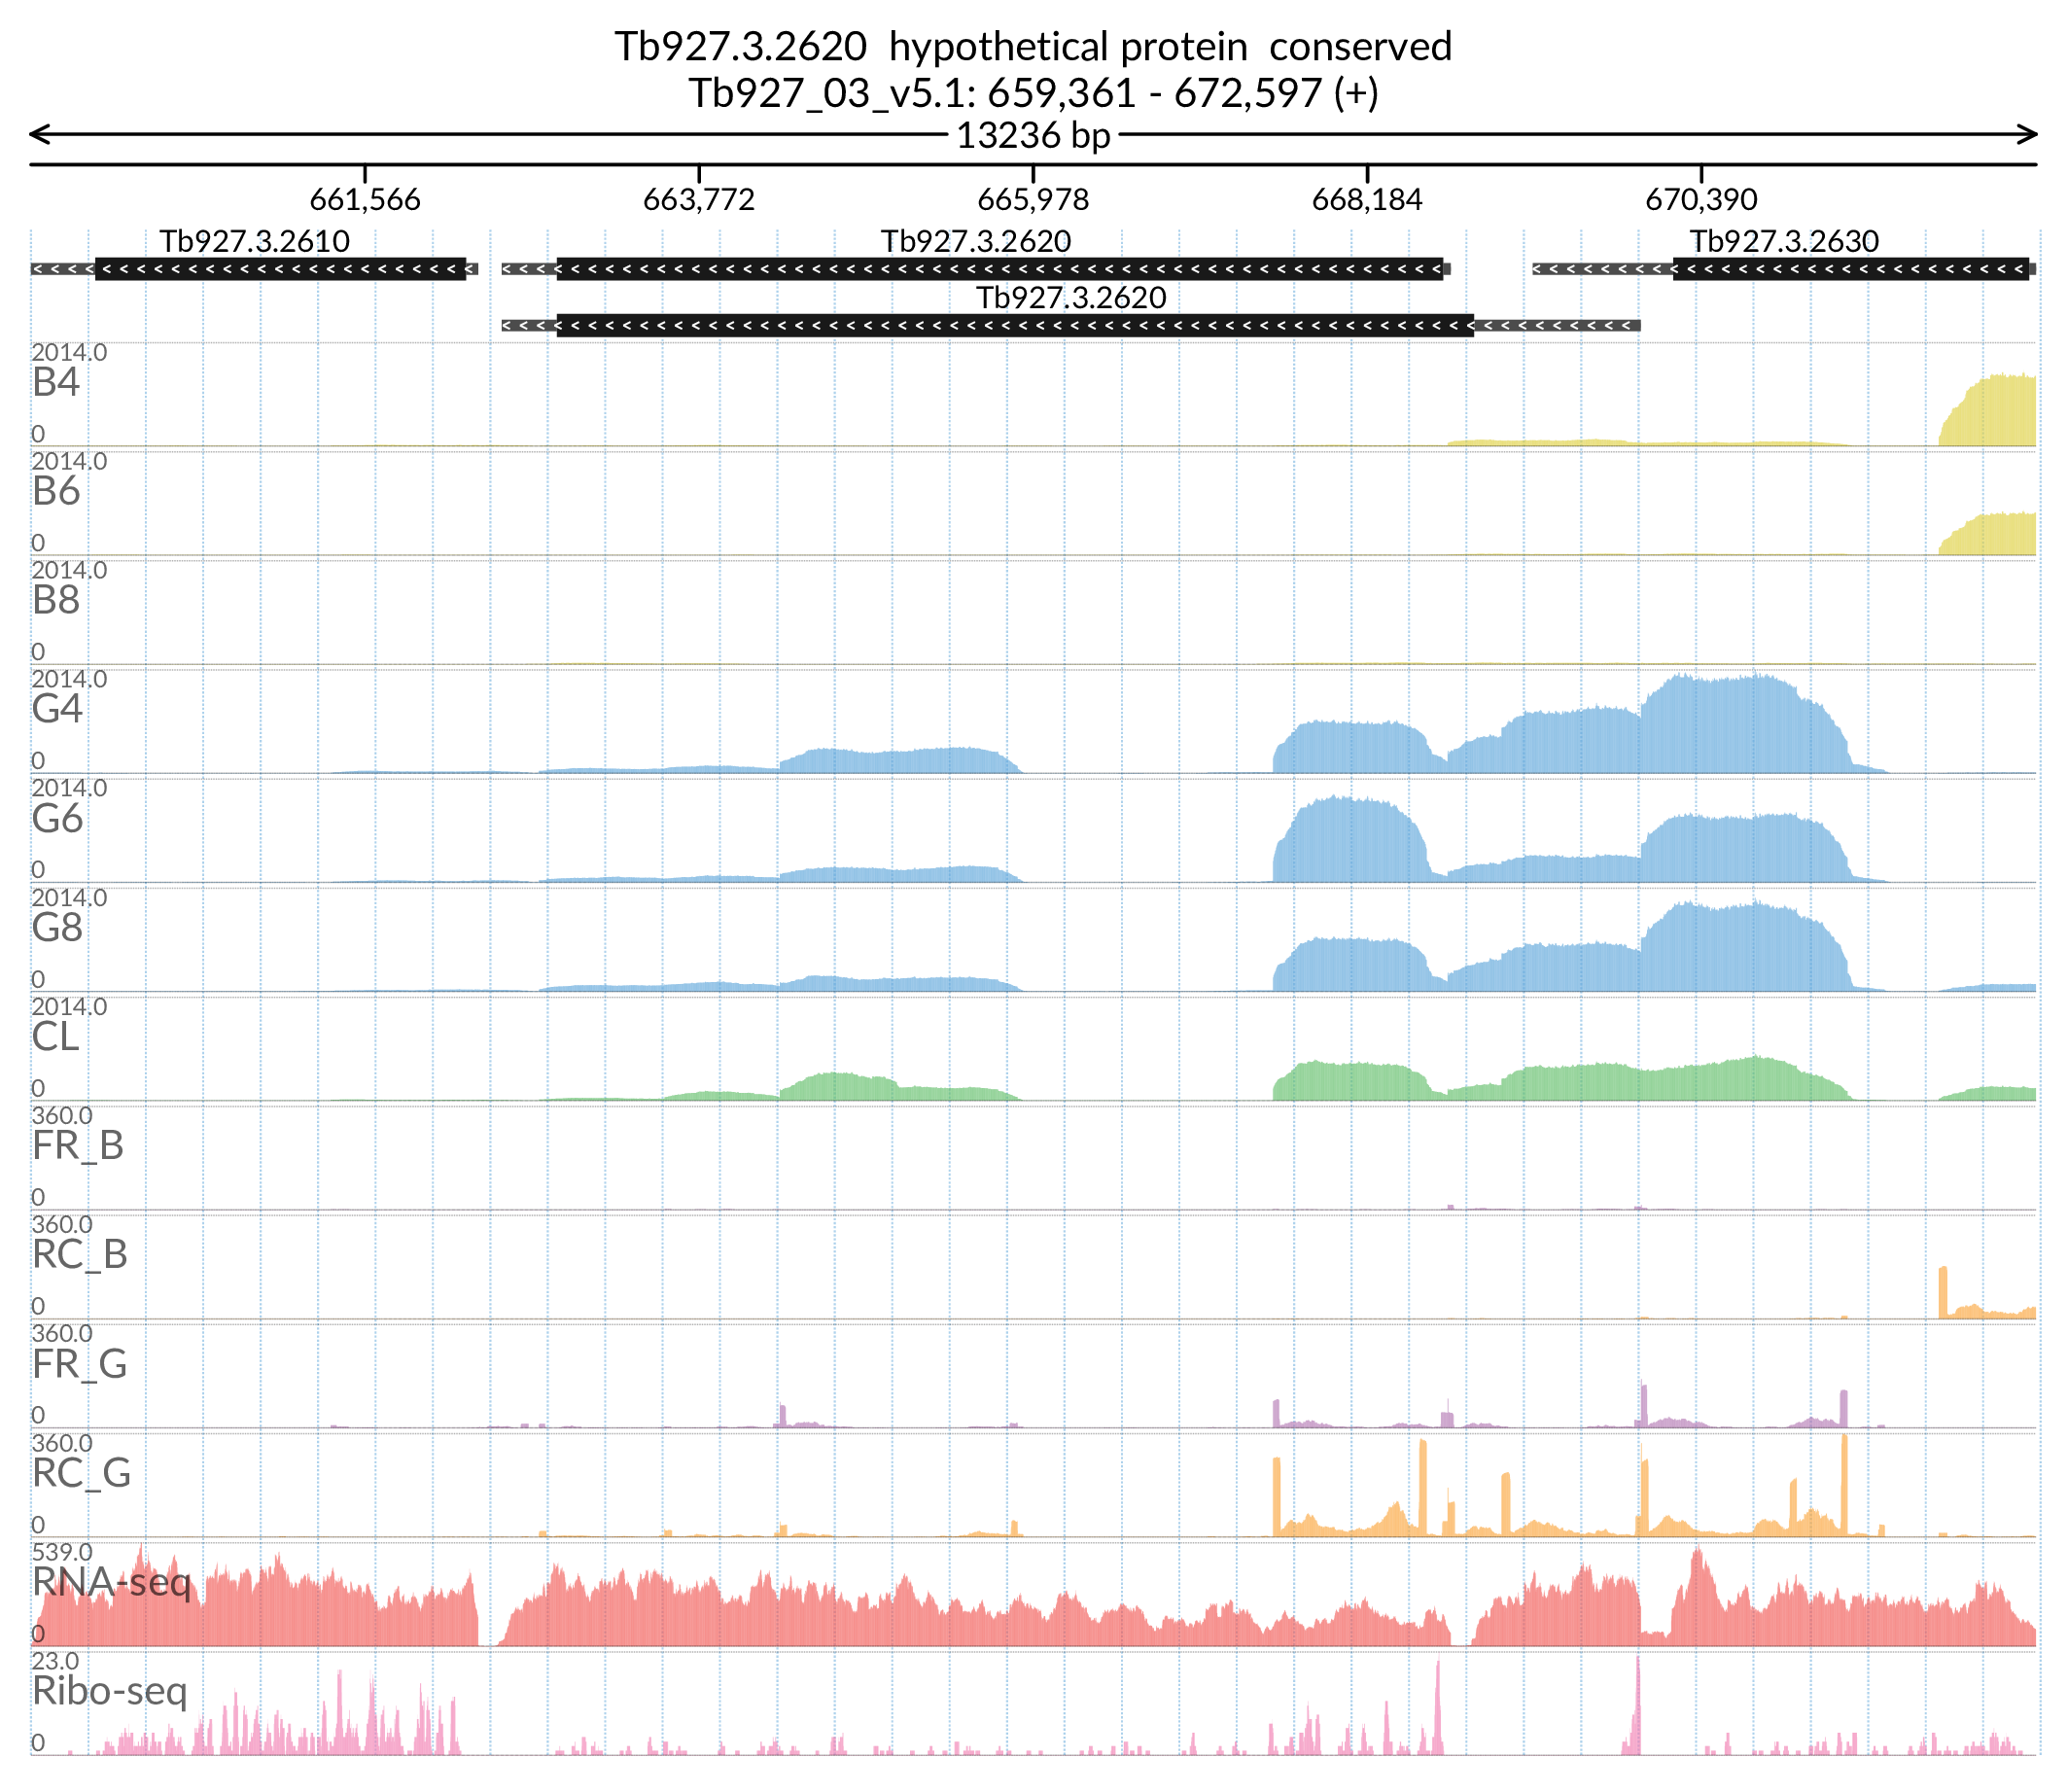 Tb927.3.2620  hypothetical protein  conserved
Tb927_03_v5.1: 659,361 - 672,597 (+)
13236 bp
661,566 663,772 665,978 668,184 670,390
Tb927.3.2610 Tb927.3.2620 Tb927.3.2630
Tb927.3.2620
2014.0
B4
0
2014.0
B6
0
2014.0
B8
0
2014.0
G4
0
2014.0
G6
0
2014.0
G8
0
2014.0
CL
0
360.0
FR_B
0
360.0
RC_B
0
360.0
FR_G
0
360.0
RC_G
0
539.0
RNA-seq
0
23.0
Ribo-seq
0